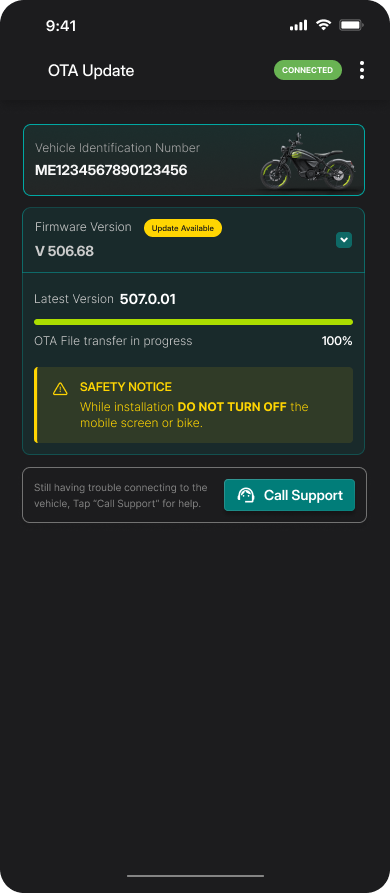 9:41
OTA Update
CONNECTED
Vehicle Identification Number
ME1234567890123456
Firmware Version
Update Available
V 506.68
Latest Version 507.0.01
OTA File transfer in progress
100%
SAFETY NOTICE
While installation DO NOT TURN OFF the
mobile screen or bike.
Still having trouble connecting to the
vehicle, Tap "Call Support" for help.
Call Support